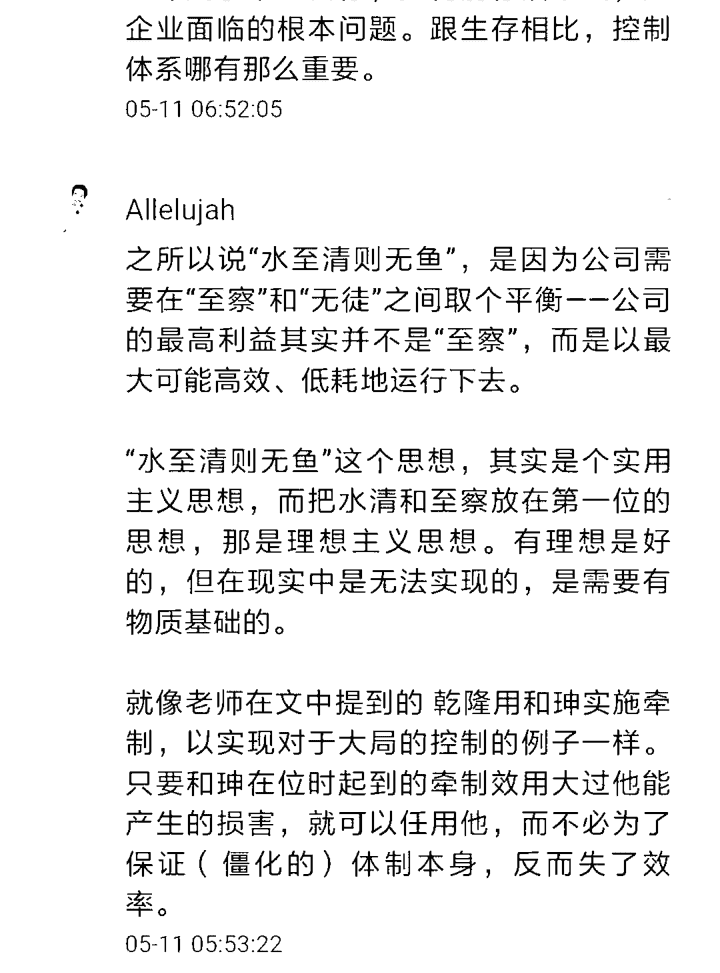 企业面临的根本问题。跟生存相比，控制
体系哪有那么重要。
05-11 06:52:05
Allelujah
之所以说“水至清则无鱼”，是因为公司需
要在“至察”和“无徒”之间取个平衡——公司
的最高利益其实并不是“至察”，而是以最
大可能高效、低耗地运行下去。
“水至清则无鱼”这个思想，其实是个实用
主义思想，而把水清和至察放在第一位的
思想，那是理想主义思想。有理想是好
的，但在现实中是无法实现的，是需要有
物质基础的。
就像老师在文中提到的 乾隆用和珅实施牵
制，以实现对于大局的控制的例子一样。
只要和珅在位时起到的牵制效用大过他能
产生的损害，就可以任用他，而不必为了
保证（僵化的）体制本身，反而失了效
率。
05-11 05:53:22